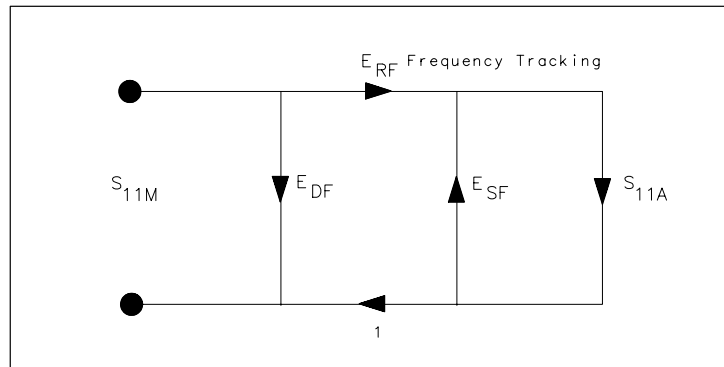 E_RF Frequency Tracking
S_11M
E_DF
E_SF
S_11A
1